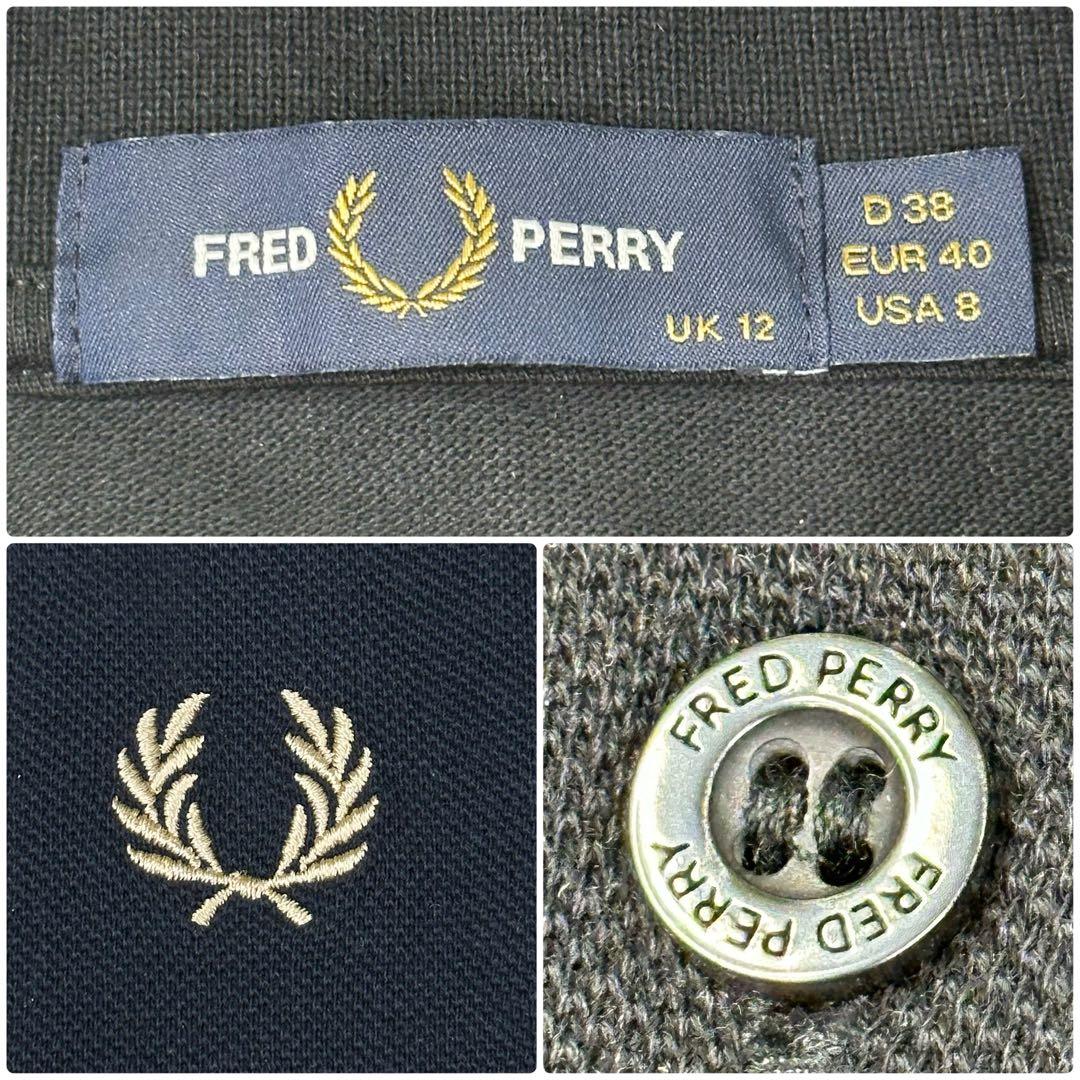 FRED PERRY
UK 12
D 38
EUR 40
USA 8
FRED PERRY FRED PERRY